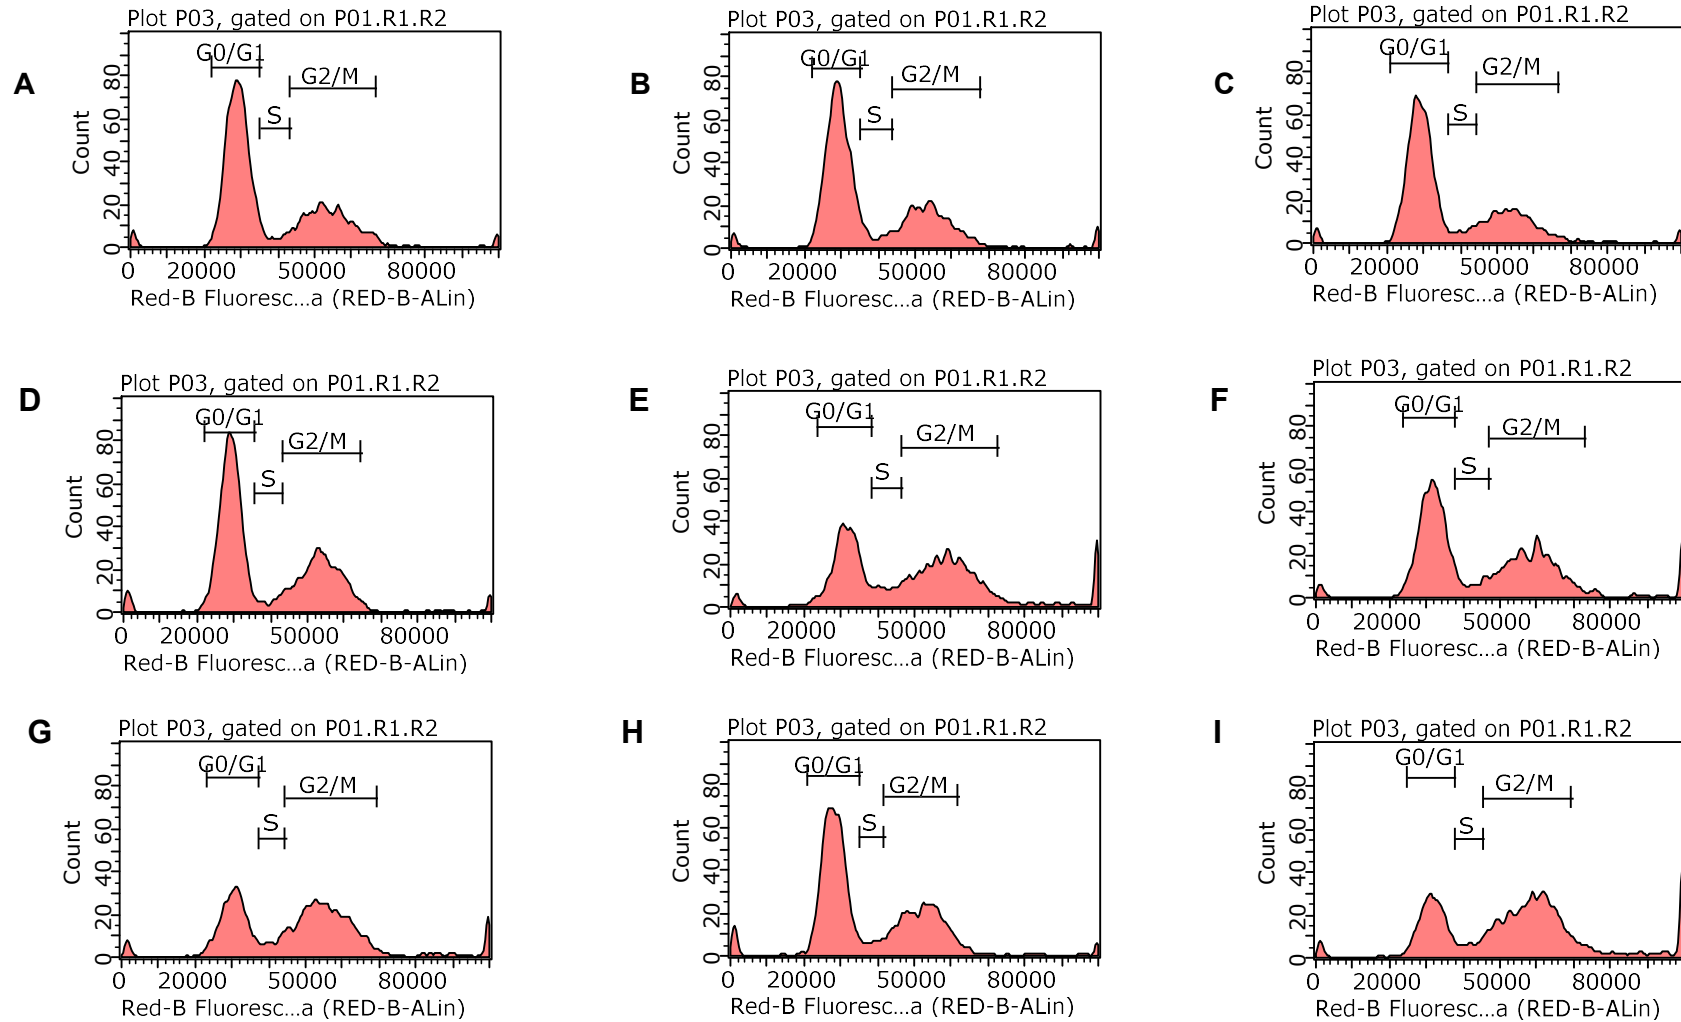 Plot P03, gated on P01.R1.R2
A
G0/G1
G2/M
S
Count
0 20 40 60 80
0 20000 50000 80000
Red-B Fluoresc...a (RED-B-ALin)
Plot P03, gated on P01.R1.R2
B
G0/G1
G2/M
S
Count
0 20 40 60 80
0 20000 50000 80000
Red-B Fluoresc...a (RED-B-ALin)
Plot P03, gated on P01.R1.R2
C
G0/G1
G2/M
S
Count
0 20 40 60 80
0 20000 50000 80000
Red-B Fluoresc...a (RED-B-ALin)
Plot P03, gated on P01.R1.R2
D
G0/G1
G2/M
S
Count
0 20 40 60 80
0 20000 50000 80000
Red-B Fluoresc...a (RED-B-ALin)
Plot P03, gated on P01.R1.R2
E
G0/G1
G2/M
S
Count
0 20 40 60 80
0 20000 50000 80000
Red-B Fluoresc...a (RED-B-ALin)
Plot P03, gated on P01.R1.R2
F
G0/G1
G2/M
S
Count
0 20 40 60 80
0 20000 50000 80000
Red-B Fluoresc...a (RED-B-ALin)
Plot P03, gated on P01.R1.R2
G
G0/G1
G2/M
S
Count
0 20 40 60 80
0 20000 50000 80000
Red-B Fluoresc...a (RED-B-ALin)
Plot P03, gated on P01.R1.R2
H
G0/G1
G2/M
S
Count
0 20 40 60 80
0 20000 50000 80000
Red-B Fluoresc...a (RED-B-ALin)
Plot P03, gated on P01.R1.R2
I
G0/G1
G2/M
S
Count
0 20 40 60 80
0 20000 50000 80000
Red-B Fluoresc...a (RED-B-ALin)